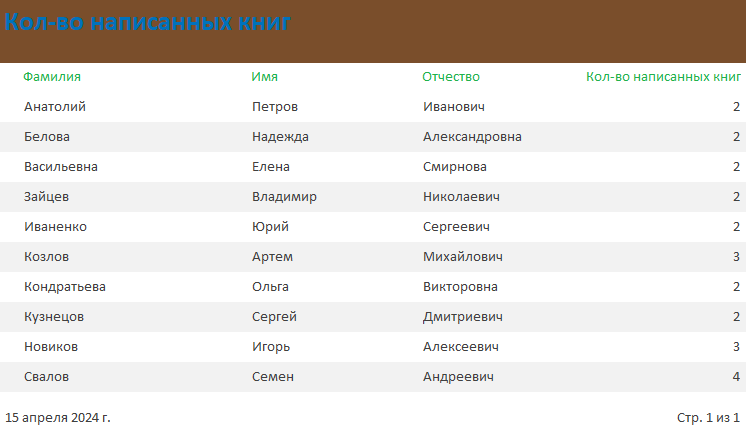 Кол-во написанных книг
Фамилия Имя Отчество Кол-во написанных книг
Анатолий Петров Иванович 2
Белова Надежда Александровна 2
Васильевна Елена Смирнова 2
Зайцев Владимир Николаевич 2
Иваненко Юрий Сергеевич 2
Козлов Артем Михайлович 3
Кондратьева Ольга Викторовна 2
Кузнецов Сергей Дмитриевич 2
Новиков Игорь Алексеевич 3
Свалов Семен Андреевич 4
15 апреля 2024 г. Стр. 1 из 1